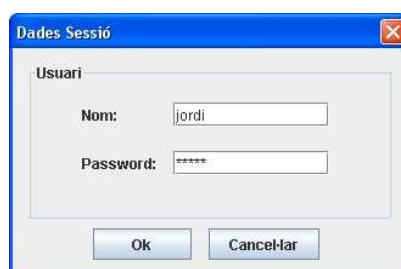 Dades Sessió
Usuari
Nom: jordi
Password: *****
Ok Cancel·lar